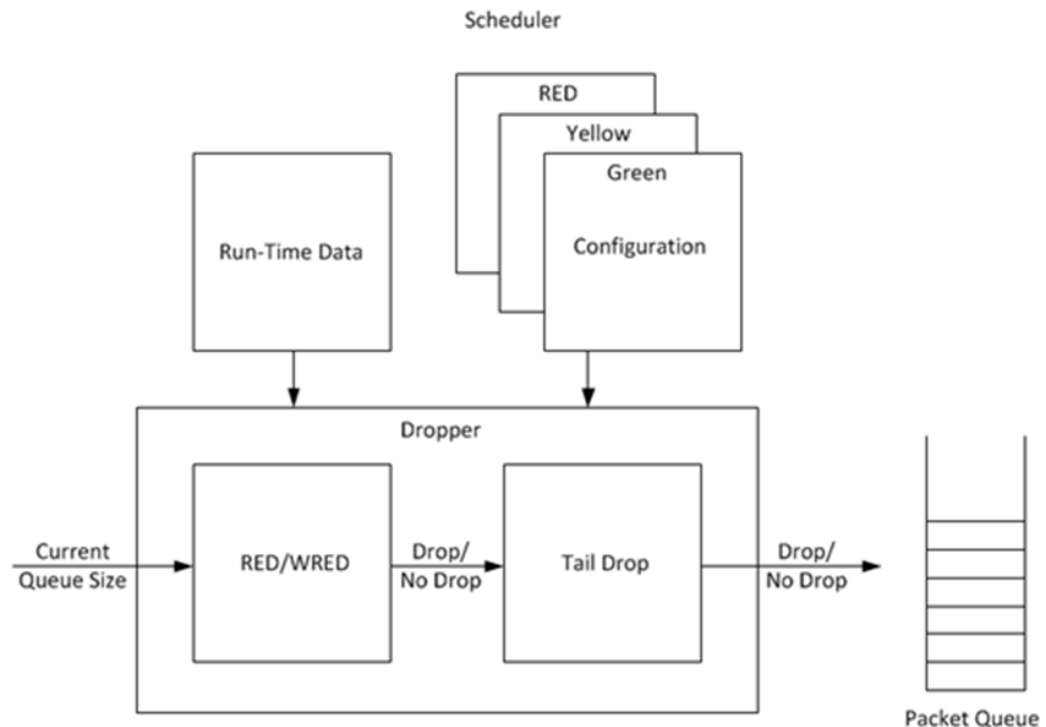 Scheduler
RED
Yellow
Green
Configuration
Run-Time Data
Dropper
Current
Queue Size
RED/WRED
Drop/
No Drop
Tail Drop
Drop/
No Drop
Packet Queue